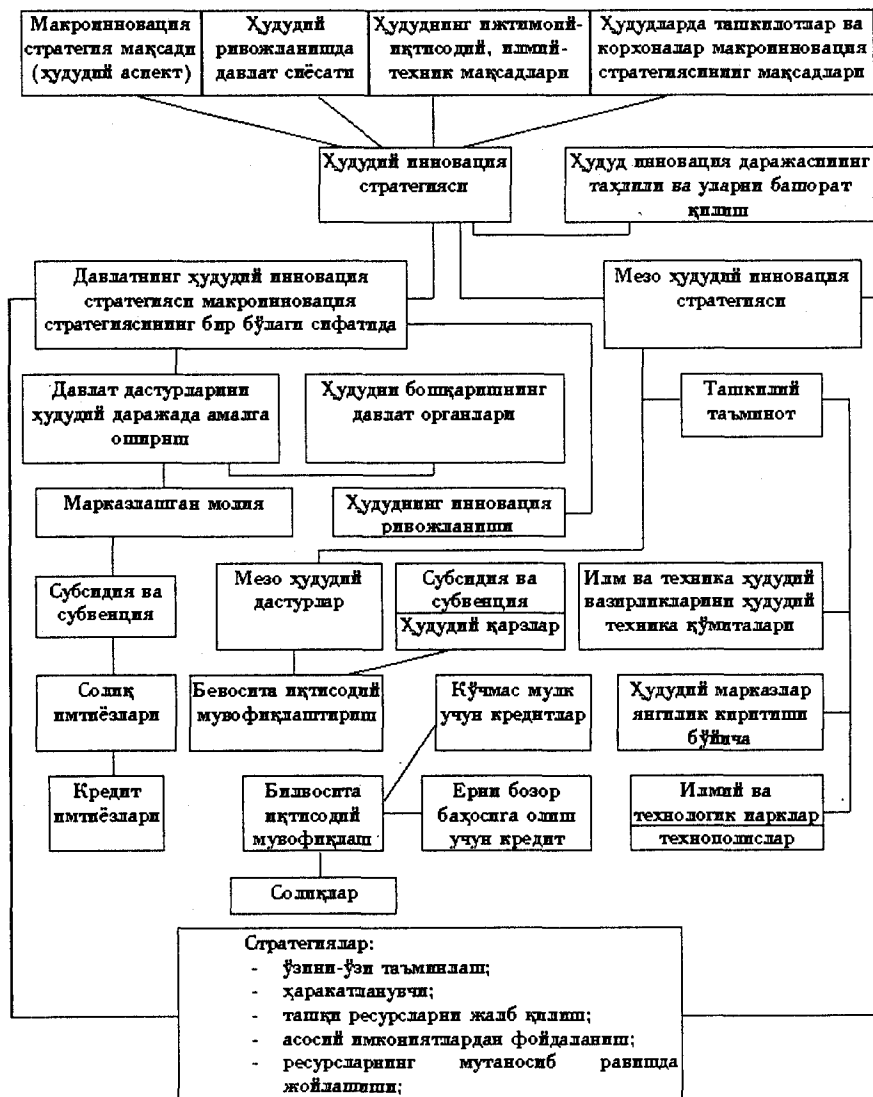 Макроинновация
стратегия мақсади
(ҳудудий аспект)
Ҳудудий
ривожланишда
давлат сиёсати
Ҳудуднинг ижтимоий-
иқтисодий, илмий-
техник мақсадлари
Ҳудудларда ташкилотлар ва
корхоналар макроинновация
стратегиясининг мақсадлари
Ҳудудий инновация
стратегияси
Ҳудуд инновация даражасининг
таҳлили ва уларни башорат
қилиш
Давлатнинг ҳудудий инновация
стратегияси макроинновация
стратегиясининг бир бўлаги сифатида
Мезо ҳудудий инновация
стратегияси
Давлат дастурларини
ҳудудий даражада амалга
ошириш
Ҳудудни бошқаришнинг
давлат органлари
Ташкилий
таъминот
Марказлашган молия
Ҳудуднинг инновация
ривожланиши
Субсидия ва
субвенция
Мезо ҳудудий
дастурлар
Субсидия ва
субвенция
Ҳудудий қарзлар
Илм ва техника ҳудудий
вазирликларини ҳудудий
техника қўмиталари
Солиқ
имтиёзлари
Бевосита иқтисодий
мувофиқлаштириш
Кўчмас мулк
учун кредитлар
Ҳудудий марказлар
янгилик киритиши
бўйича
Кредит
имтиёзлари
Билвосита
иқтисодий
мувофиқлаш
Ерни бозор
баҳосига олиш
учун кредит
Илмий ва
технологик парклар
технополислар
Солиқлар
Стратегиялар:
- ўзини-ўзи таъминлаш;
- ҳаракатланувчи;
- ташқи ресурсларни жалб қилиш;
- асосий имкониятлардан фойдаланиш;
- ресурсларнинг мутаносиб равишда
жойлашиши;